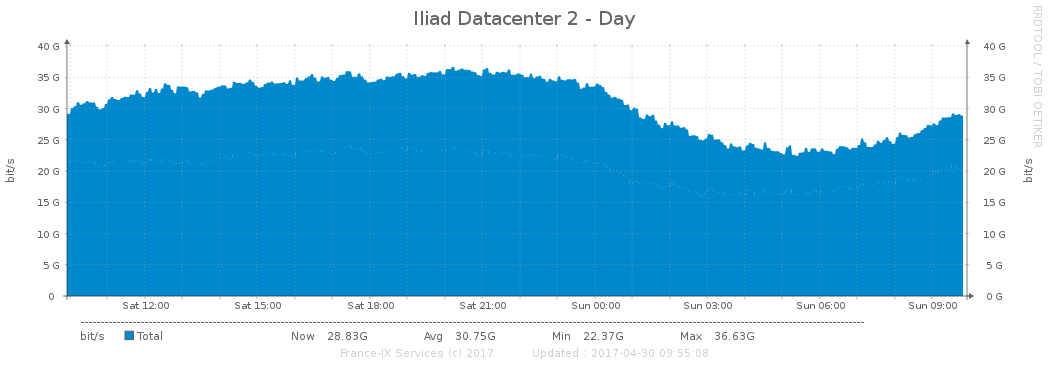 Iliad Datacenter 2 - Day
RRDTOOL / TOBI OETIKER
40 G 40 G
35 G 35 G
30 G 30 G
25 G 25 G
20 G 20 G
15 G 15 G
10 G 10 G
5 G 5 G
0 0 G
bit/s bit/s
Sat 12:00 Sat 15:00 Sat 18:00 Sat 21:00 Sun 00:00 Sun 03:00 Sun 06:00 Sun 09:00
bit/s Total Now 28.83G Avg 30.75G Min 22.37G Max 36.63G
France-IX Services (c) 2017 Updated : 2017-04-30 09:55:08